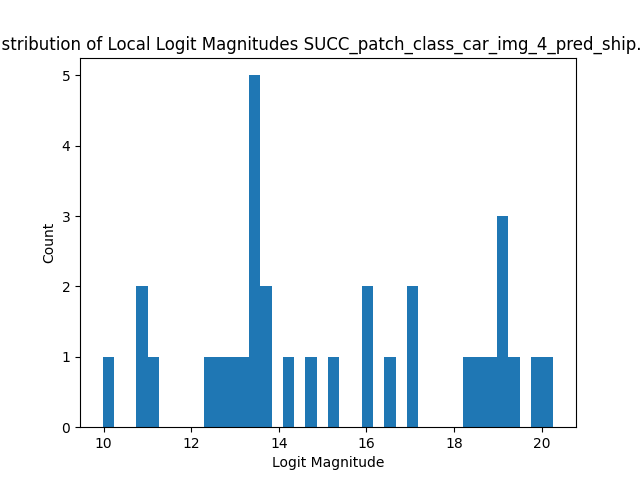 stribution of Local Logit Magnitudes SUCC_patch_class_car_img_4_pred_ship.
5
4
3
2
1
0
Count
10 12 14 16 18 20
Logit Magnitude